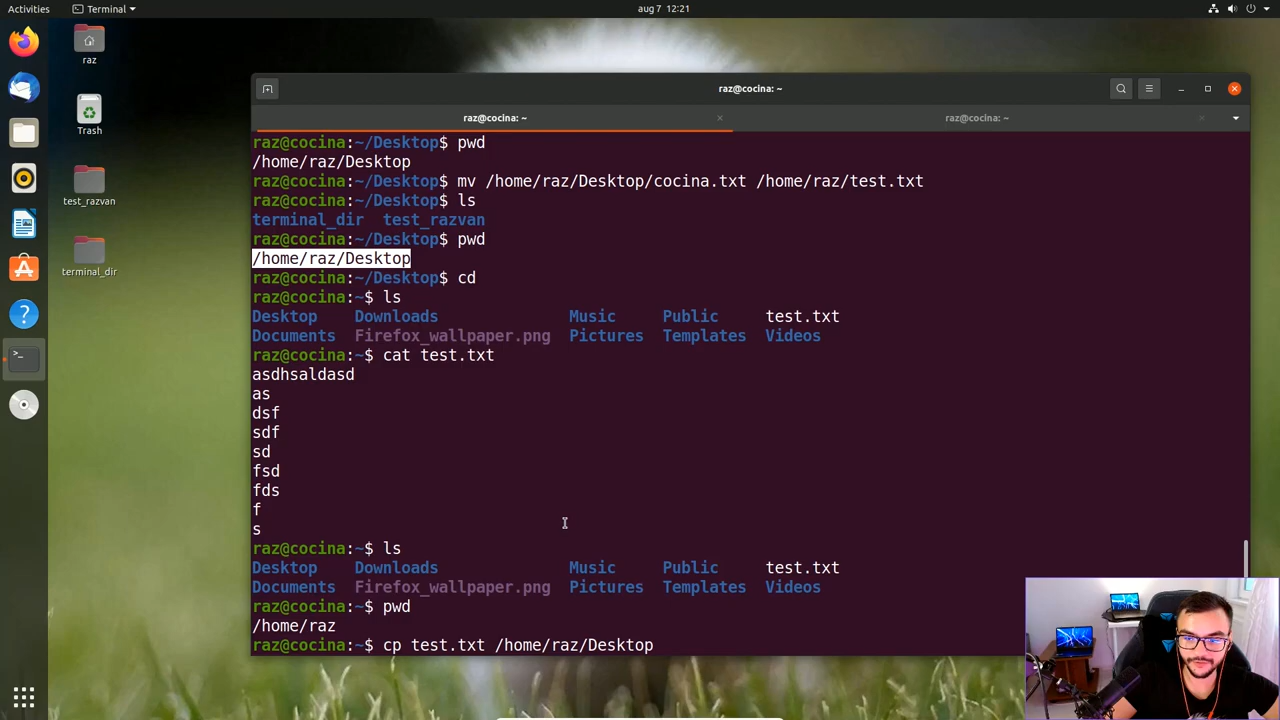 Activities
Terminal
aug 7 12:21
raz
Trash
test_razvan
terminal_dir
raz@cocina: ~
raz@cocina: ~
raz@cocina: ~
raz@cocina:~/Desktop$ pwd
/home/raz/Desktop
raz@cocina:~/Desktop$ mv /home/raz/Desktop/cocina.txt /home/raz/test.txt
raz@cocina:~/Desktop$ ls
terminal_dir test_razvan
raz@cocina:~/Desktop$ pwd
/home/raz/Desktop
raz@cocina:~/Desktop$ cd
raz@cocina:~$ ls
Desktop Downloads Music Public test.txt
Documents Firefox_wallpaper.png Pictures Templates Videos
raz@cocina:~$ cat test.txt
asdhsaldasd
as
dsf
sdf
sd
fsd
fds
f
s
raz@cocina:~$ ls
Desktop Downloads Music Public test.txt
Documents Firefox_wallpaper.png Pictures Templates Videos
raz@cocina:~$ pwd
/home/raz
raz@cocina:~$ cp test.txt /home/raz/Desktop